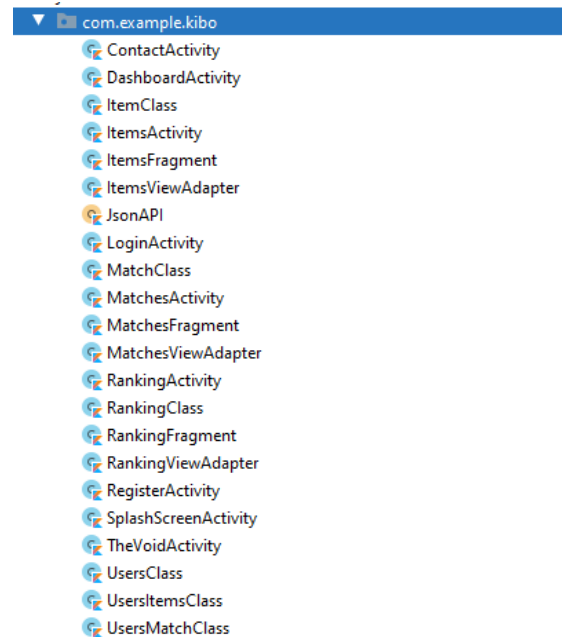 com.example.kibo
ContactActivity
DashboardActivity
ItemClass
ItemsActivity
ItemsFragment
ItemsViewAdapter
JsonAPI
LoginActivity
MatchClass
MatchesActivity
MatchesFragment
MatchesViewAdapter
RankingActivity
RankingClass
RankingFragment
RankingViewAdapter
RegisterActivity
SplashScreenActivity
TheVoidActivity
UsersClass
UsersItemsClass
UsersMatchClass